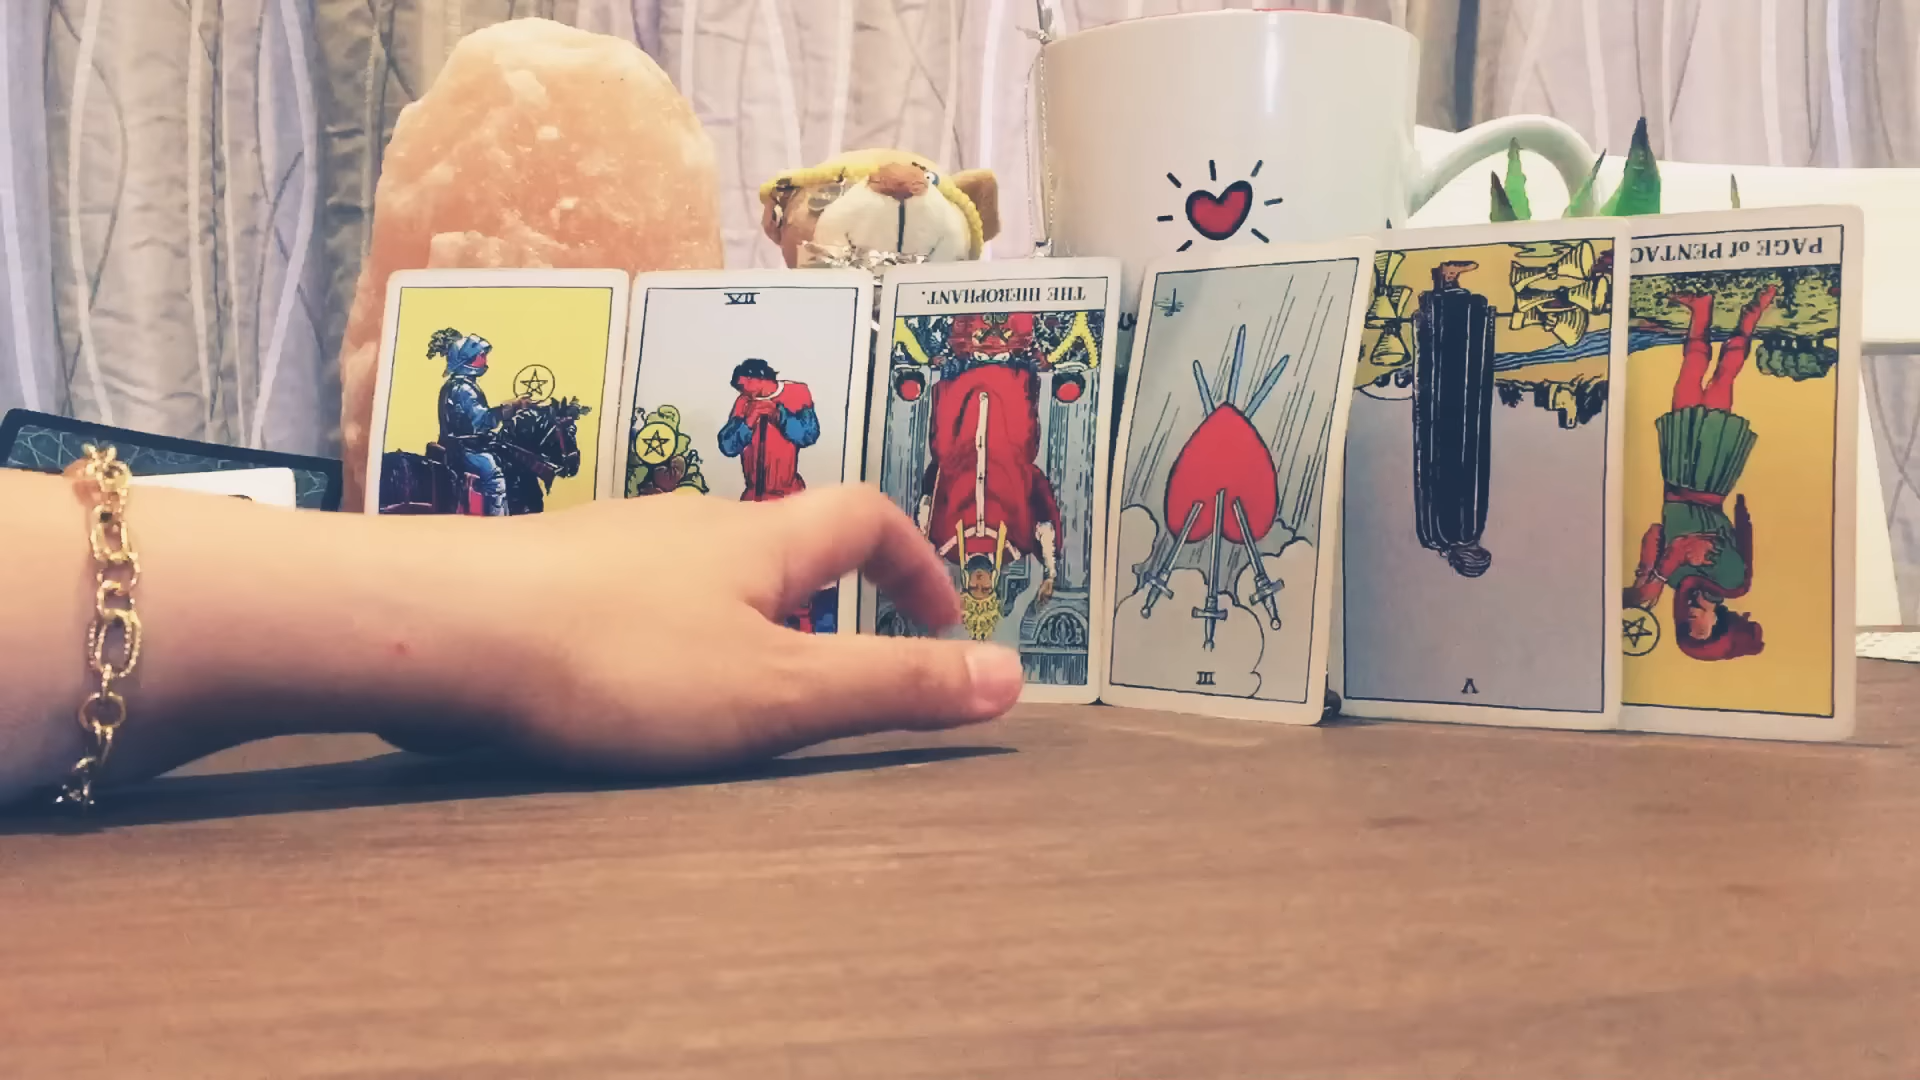 VII
THE HIEROPHANT.
III
V
PAGE of PENTAC